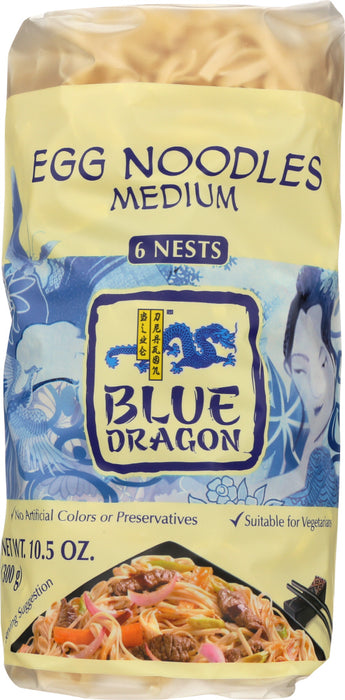 EGG NOODLES
MEDIUM
6 NESTS
BLUE
DRAGON
✓No Artificial Colors or Preservatives
✓Suitable for Vegetarians
NET WT. 10.5 OZ.
(300g)
Serving Suggestion